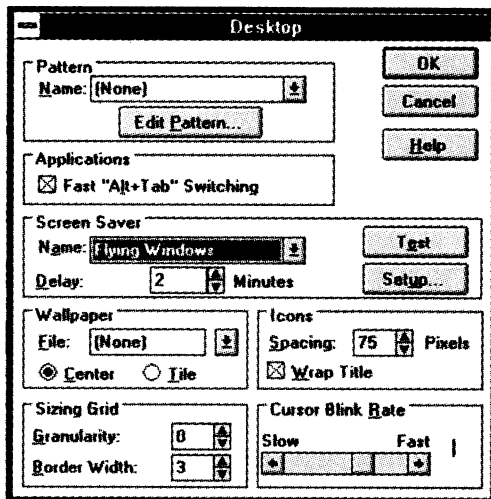 Desktop
Pattern
Name: (None)
Edit Pattern...
OK
Cancel
Help
Applications
Fast "Alt+Tab" Switching
Screen Saver
Name: Flying Windows
Delay: 2 Minutes
Test
Setup...
Wallpaper
File: (None)
Center Tile
Icons
Spacing: 75 Pixels
Wrap Title
Sizing Grid
Granularity: 0
Border Width: 3
Cursor Blink Rate
Slow Fast